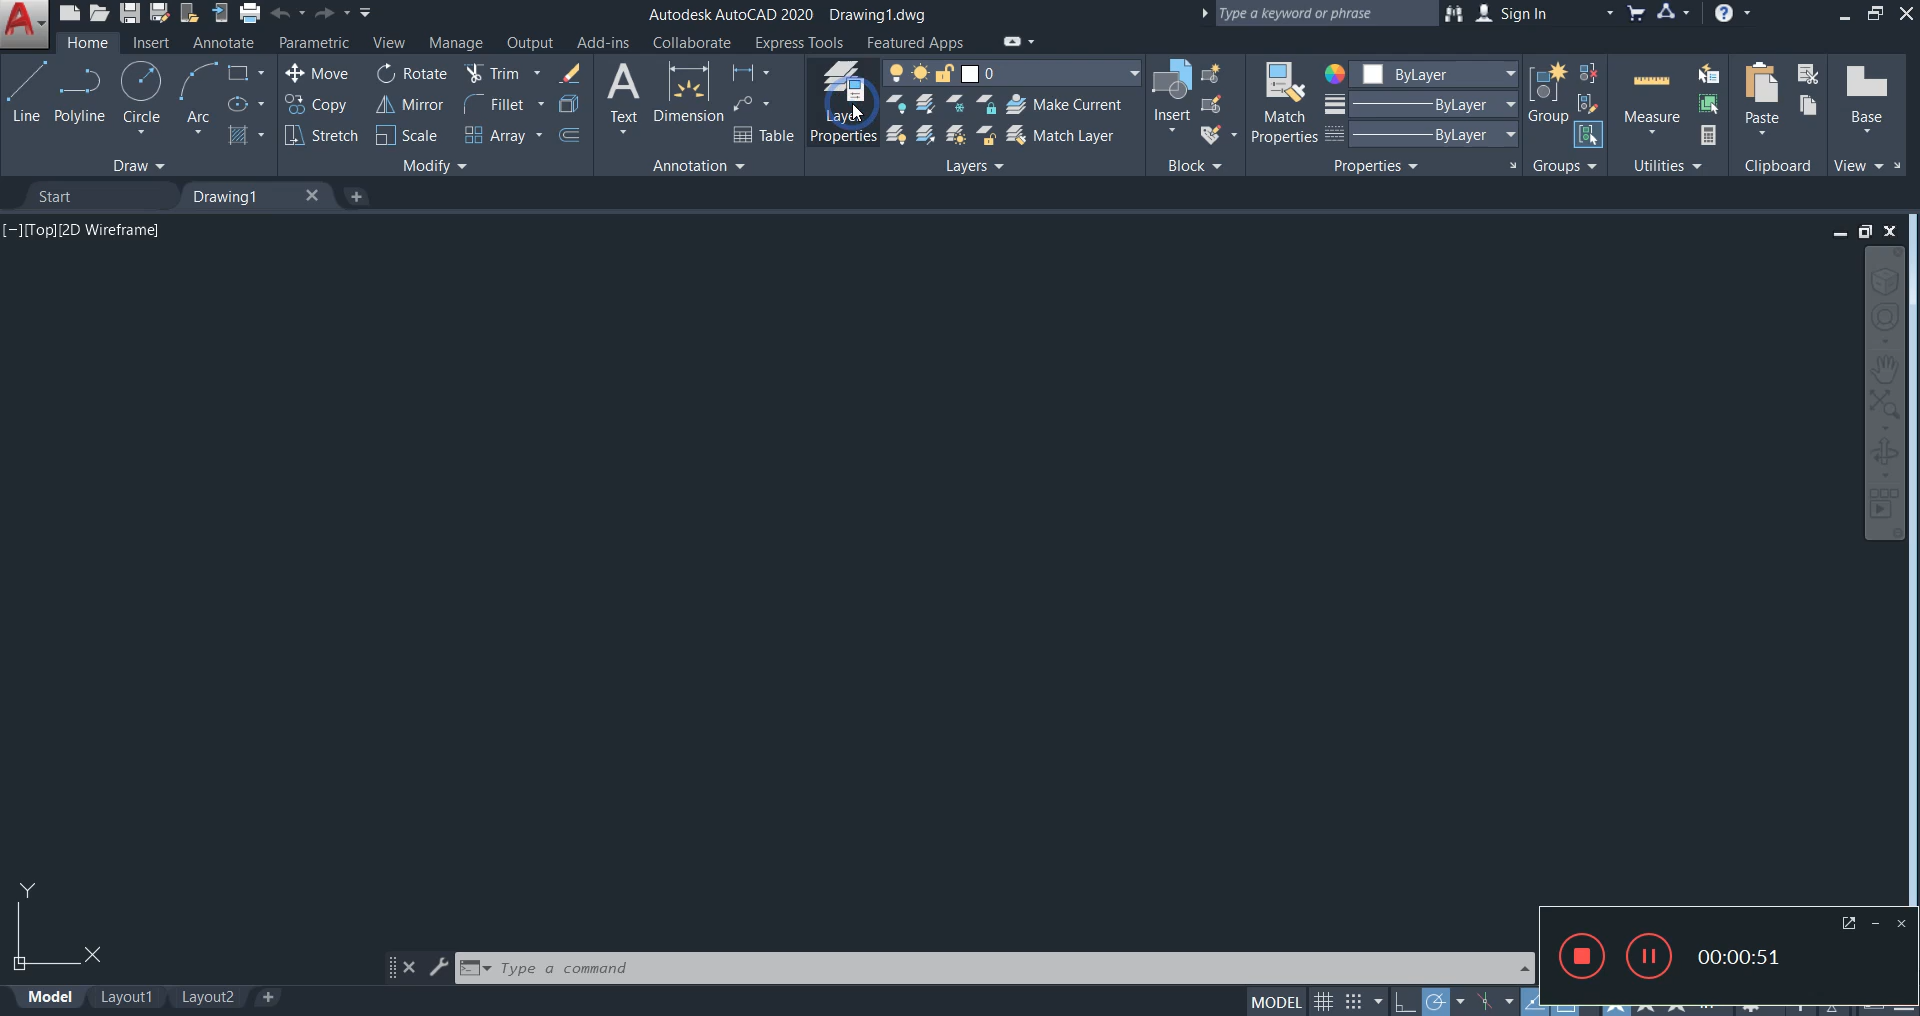 Autodesk AutoCAD 2020 Drawing1.dwg
Type a keyword or phrase
Sign In
Home Insert Annotate Parametric View Manage Output Add-ins Collaborate Express Tools Featured Apps
Move Rotate Trim
Line Polyline Circle Arc
Copy Mirror Fillet
Stretch Scale Array
Text Dimension
Table
Layer
Properties
0
Make Current
Match Layer
Insert
Match
Properties
ByLayer
ByLayer
ByLayer
Group
Measure
Paste
Base
Draw Modify Annotation Layers Block Properties Groups Utilities Clipboard View
Start Drawing1
[−][Top][2D Wireframe]
Y
X
Type a command
00:00:51
Model Layout1 Layout2
MODEL